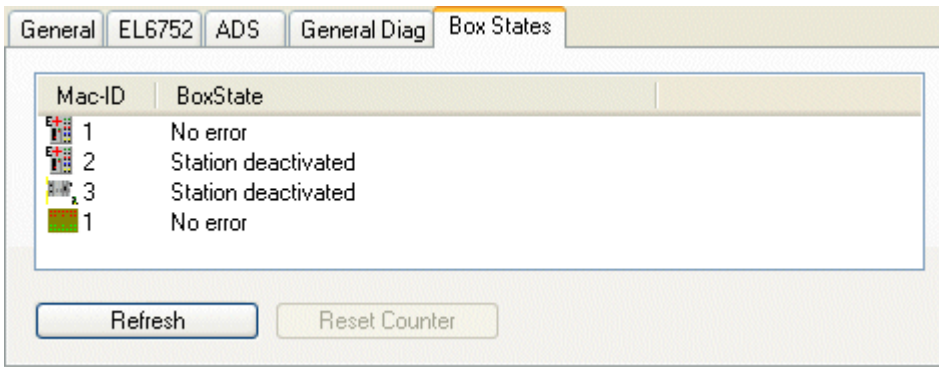 General EL6752 ADS General Diag Box States
Mac-ID BoxState
1 No error
2 Station deactivated
3 Station deactivated
1 No error
Refresh Reset Counter